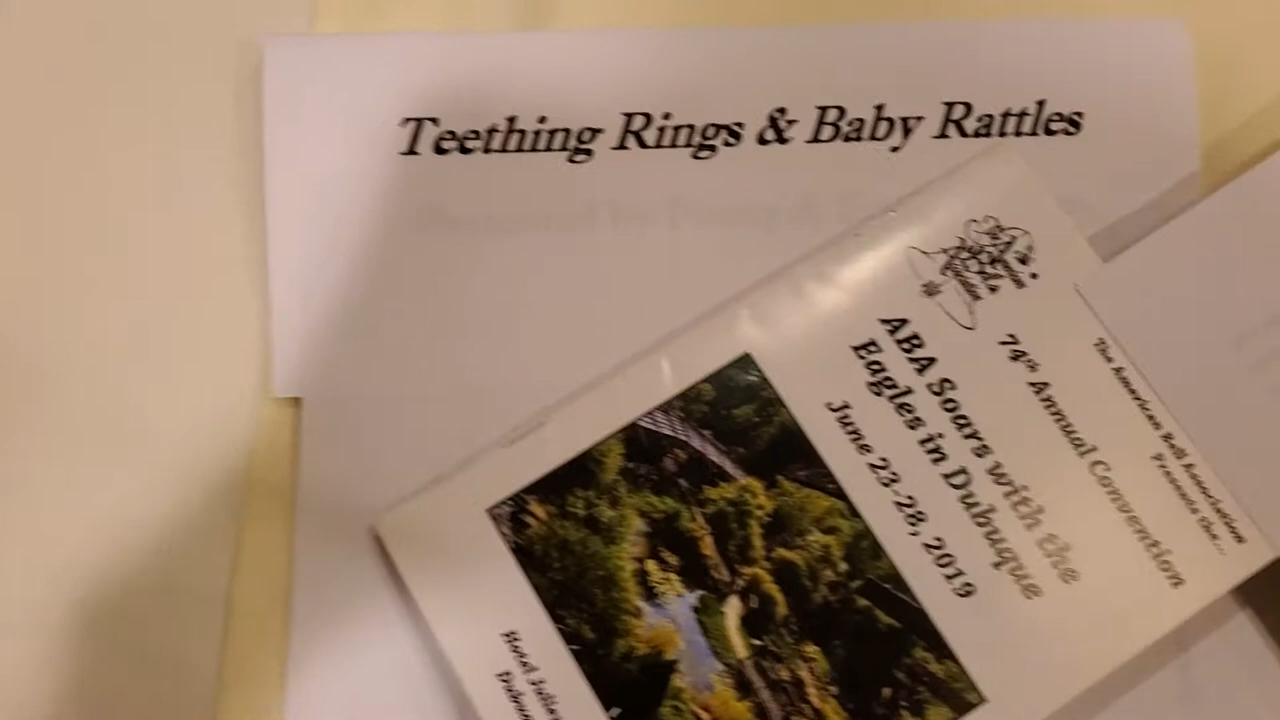 Teething Rings & Baby Rattles
The American Bell Association
Presents the...
74th Annual Convention
ABA Soars with the
Eagles in Dubuque
June 23-28, 2019
Hotel